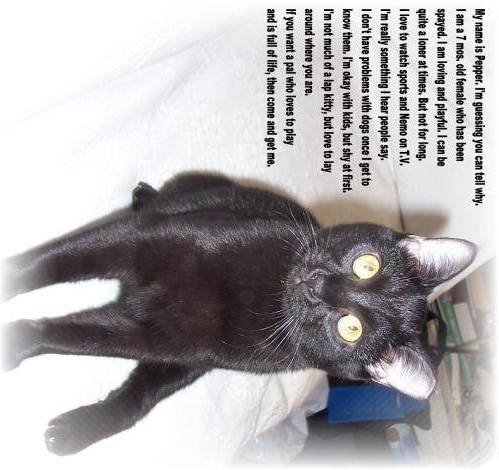 My name is Pepper. I'm guessing you can tell why.
I am a 7 mos. old female who has been
spayed. I am loving and playful. I can be
quite a loner at times. But not for long.
I love to watch sports and Nemo on T.V.
I'm really something I hear people say.
I don't have problems with dogs once I get to
know them. I'm okay with kids, but shy at first.
I'm not much of a lap kitty, but love to lay
around where you are.
If you want a pal who loves to play
and is full of life, then come and get me.